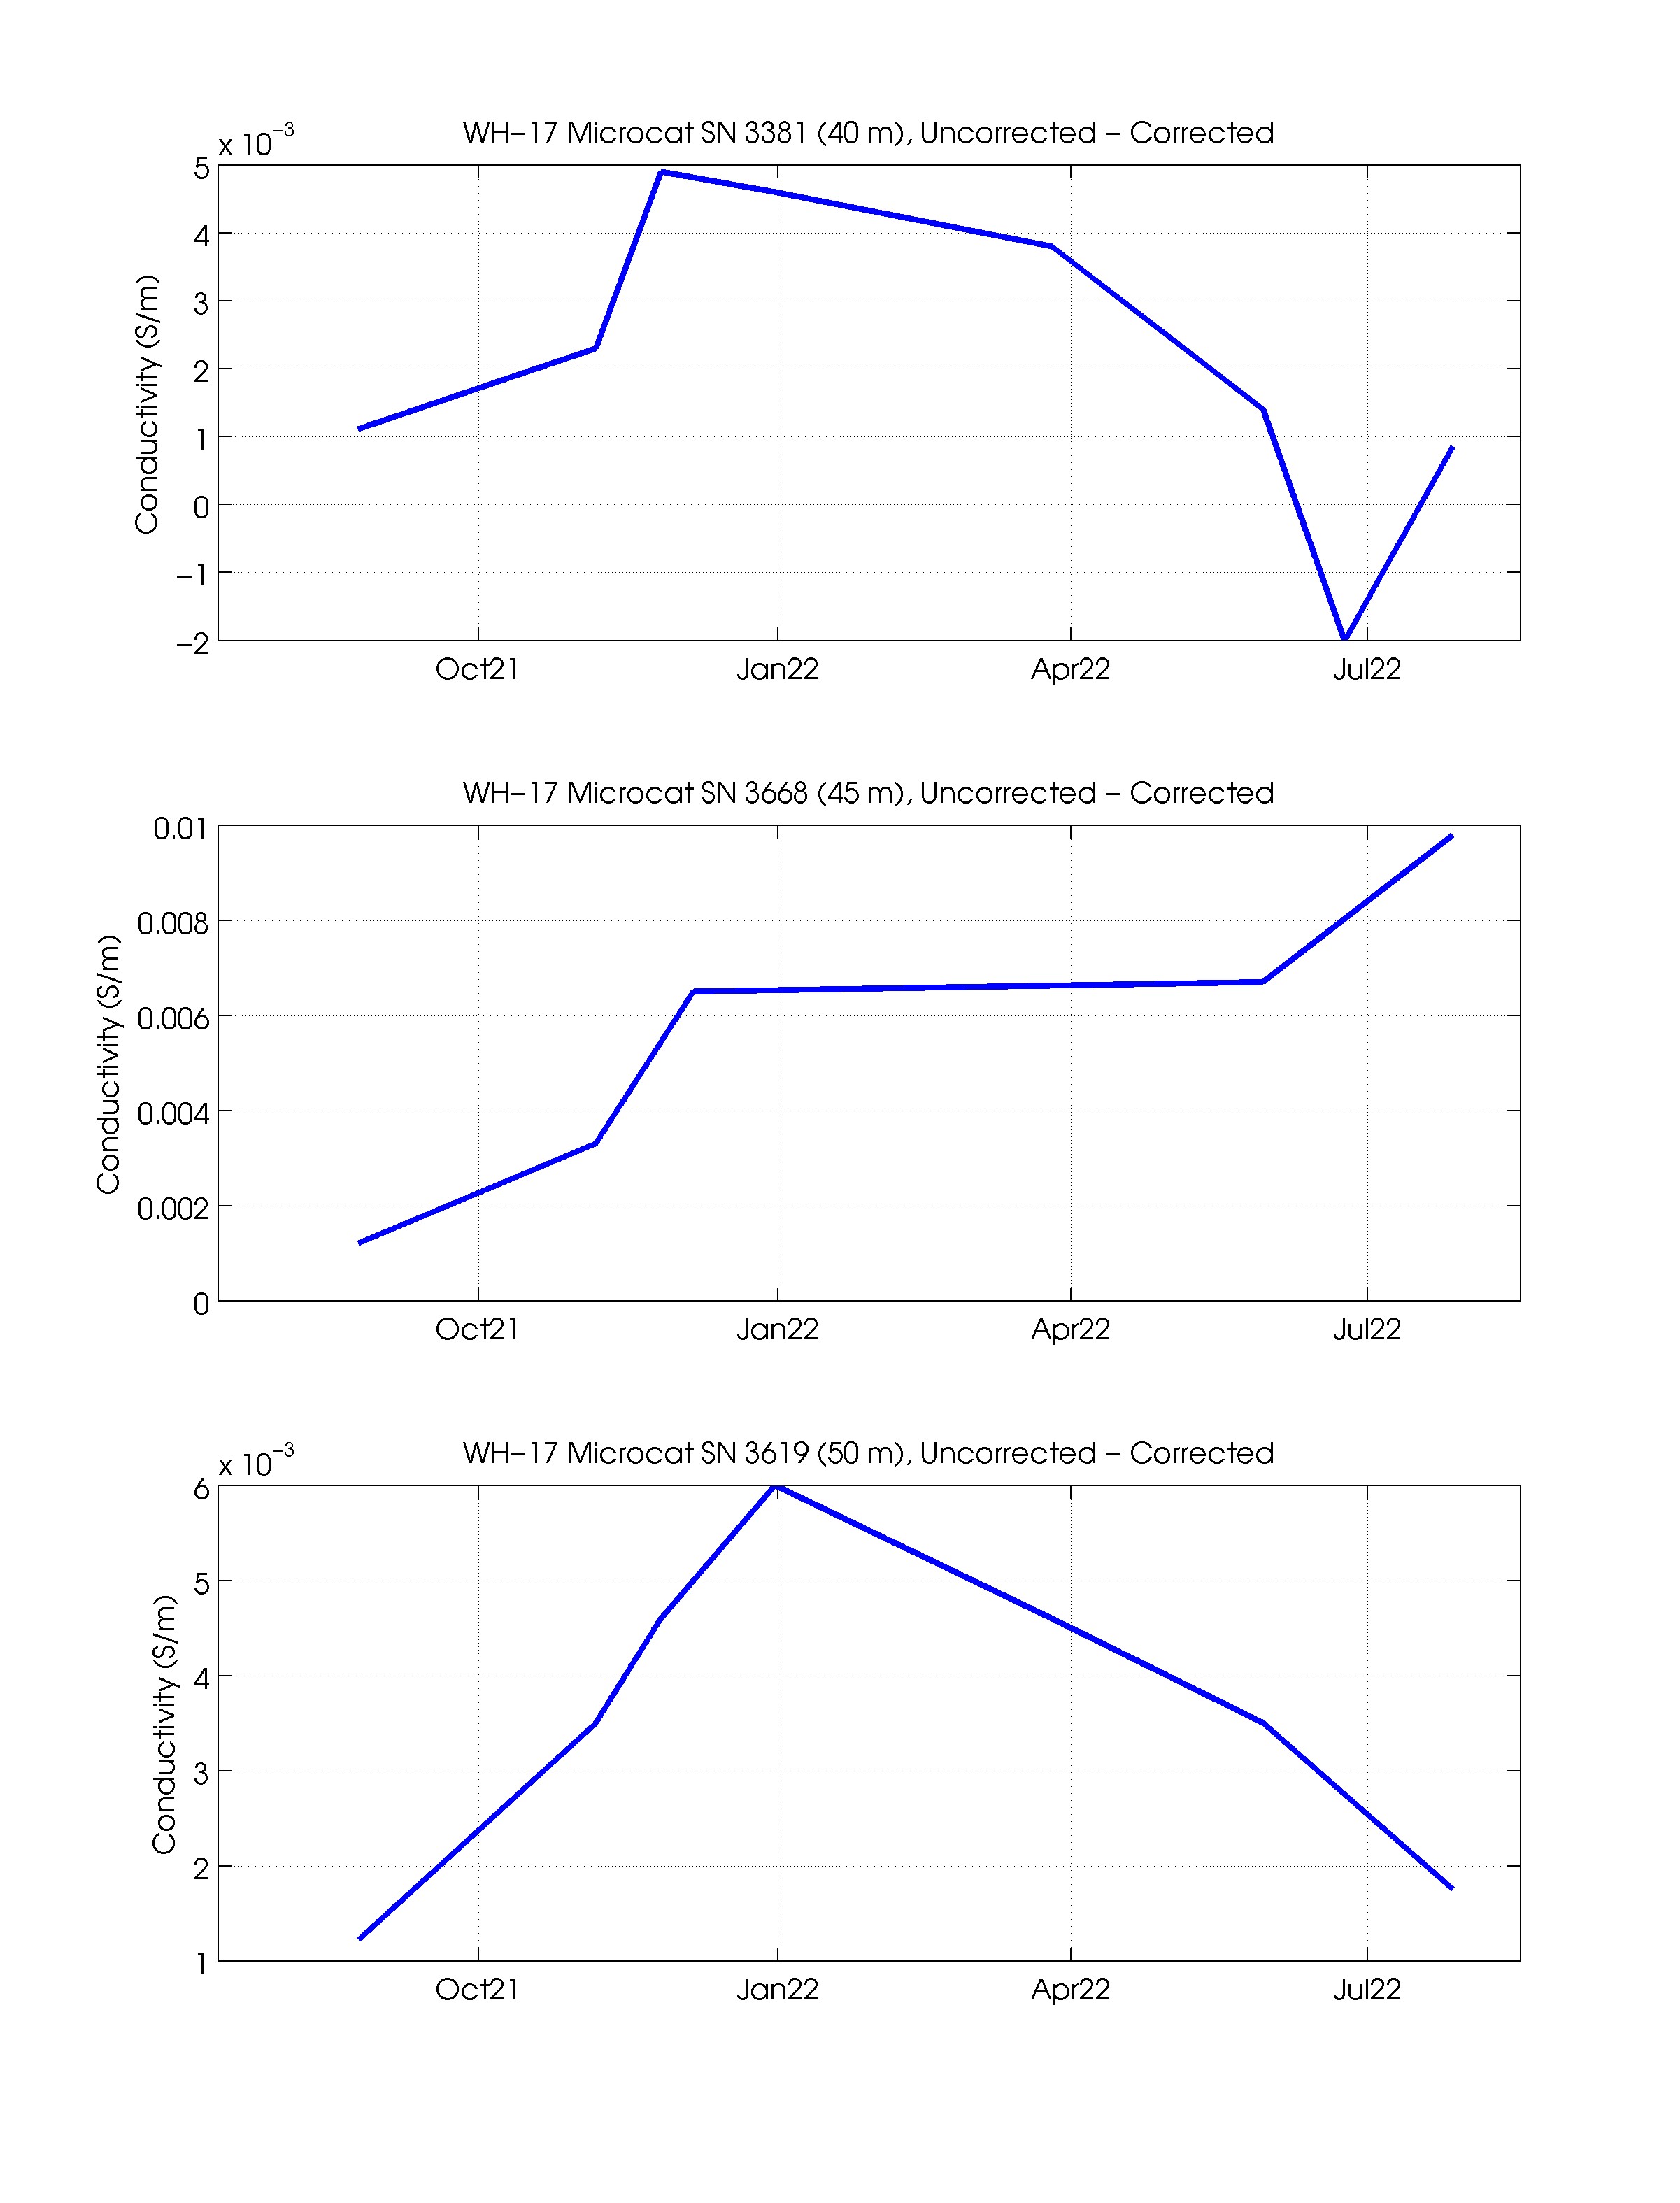 x 10−3
WH−17 Microcat SN 3381 (40 m), Uncorrected − Corrected
5
4
3
2
1
0
−1
−2
Conductivity (S/m)
Oct21 Jan22 Apr22 Jul22
WH−17 Microcat SN 3668 (45 m), Uncorrected − Corrected
0.01
0.008
0.006
0.004
0.002
0
Conductivity (S/m)
Oct21 Jan22 Apr22 Jul22
x 10−3
WH−17 Microcat SN 3619 (50 m), Uncorrected − Corrected
6
5
4
3
2
1
Conductivity (S/m)
Oct21 Jan22 Apr22 Jul22